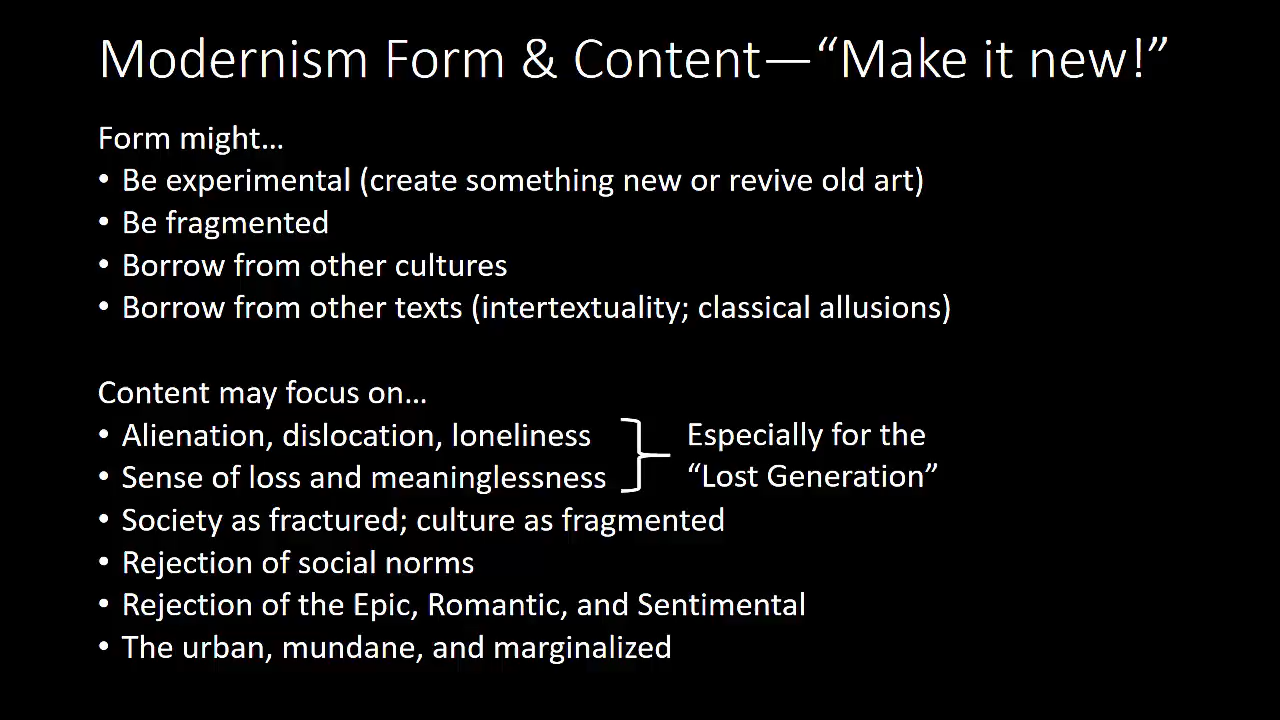 Modernism Form & Content—“Make it new!”
Form might…
• Be experimental (create something new or revive old art)
• Be fragmented
• Borrow from other cultures
• Borrow from other texts (intertextuality; classical allusions)
Content may focus on…
• Alienation, dislocation, loneliness
• Sense of loss and meaninglessness
Especially for the
“Lost Generation”
• Society as fractured; culture as fragmented
• Rejection of social norms
• Rejection of the Epic, Romantic, and Sentimental
• The urban, mundane, and marginalized